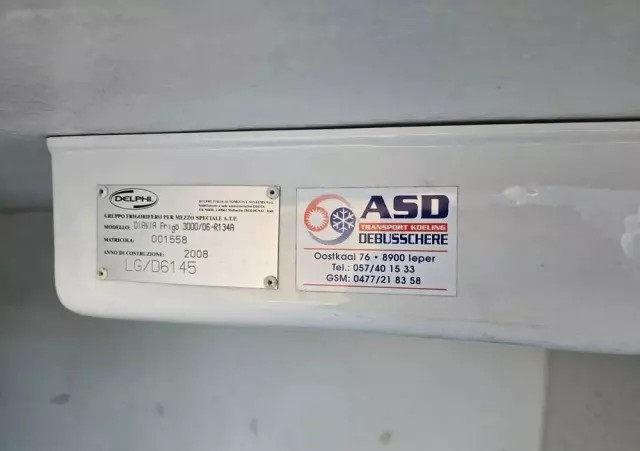 DELPHI
GRUPPO FRIGORIFERO PER MEZZO SPECIALE A.T.P.
MODELLO: DIAVIA Frigo 3000/06-R134A
MATRICOLA: 001558
ANNO DI COSTRUZIONE: 2008
LG/D6145
ASD
TRANSPORT KOELING
DEBUSSCHERE
Oostkaai 76 • 8900 Ieper
Tel.: 057/40 15 33
GSM: 0477/21 83 58